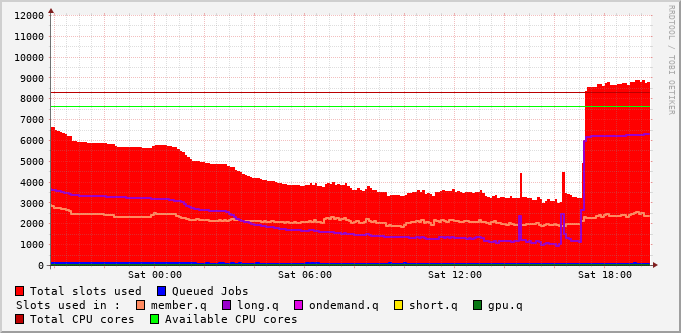 12000
11000
10000
9000
8000
7000
6000
5000
4000
3000
2000
1000
0
Sat 00:00 Sat 06:00 Sat 12:00 Sat 18:00
RRDTOOL / TOBI OETIKER
Total slots used Queued Jobs
Slots used in : member.q long.q ondemand.q short.q gpu.q
Total CPU cores Available CPU cores